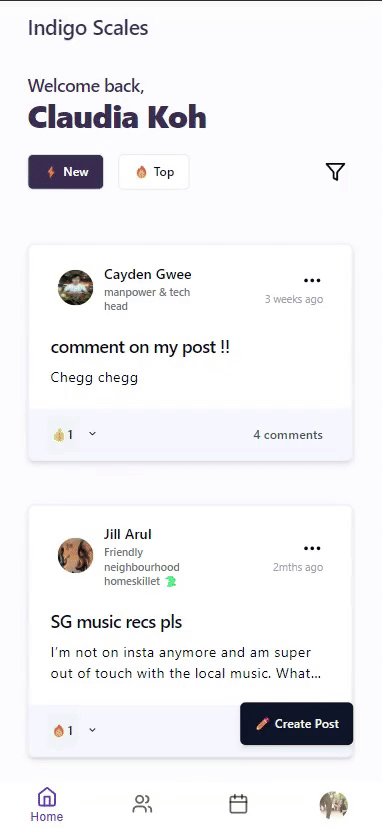 Indigo Scales
Welcome back,
Claudia Koh
New
Top
Cayden Gwee
manpower & tech
head
3 weeks ago
comment on my post !!
Chegg chegg
1
4 comments
Jill Arul
Friendly
neighbourhood
homeskillet
2mths ago
SG music recs pls
I'm not on insta anymore and am super
out of touch with the local music. What...
1
Create Post
Home